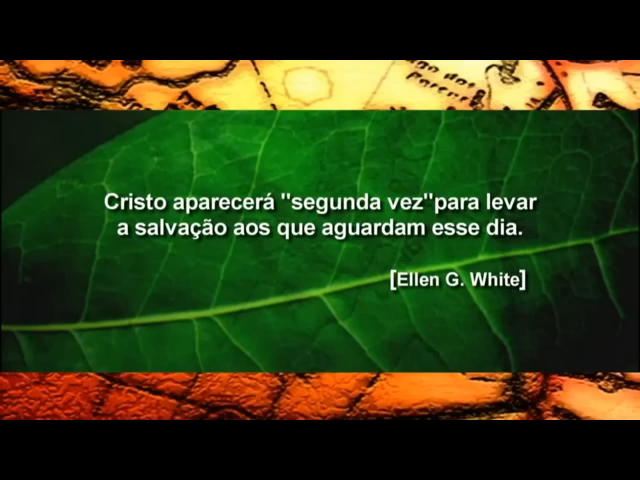 Cristo aparecerá "segunda vez"para levar
a salvação aos que aguardam esse dia.
[Ellen G. White]